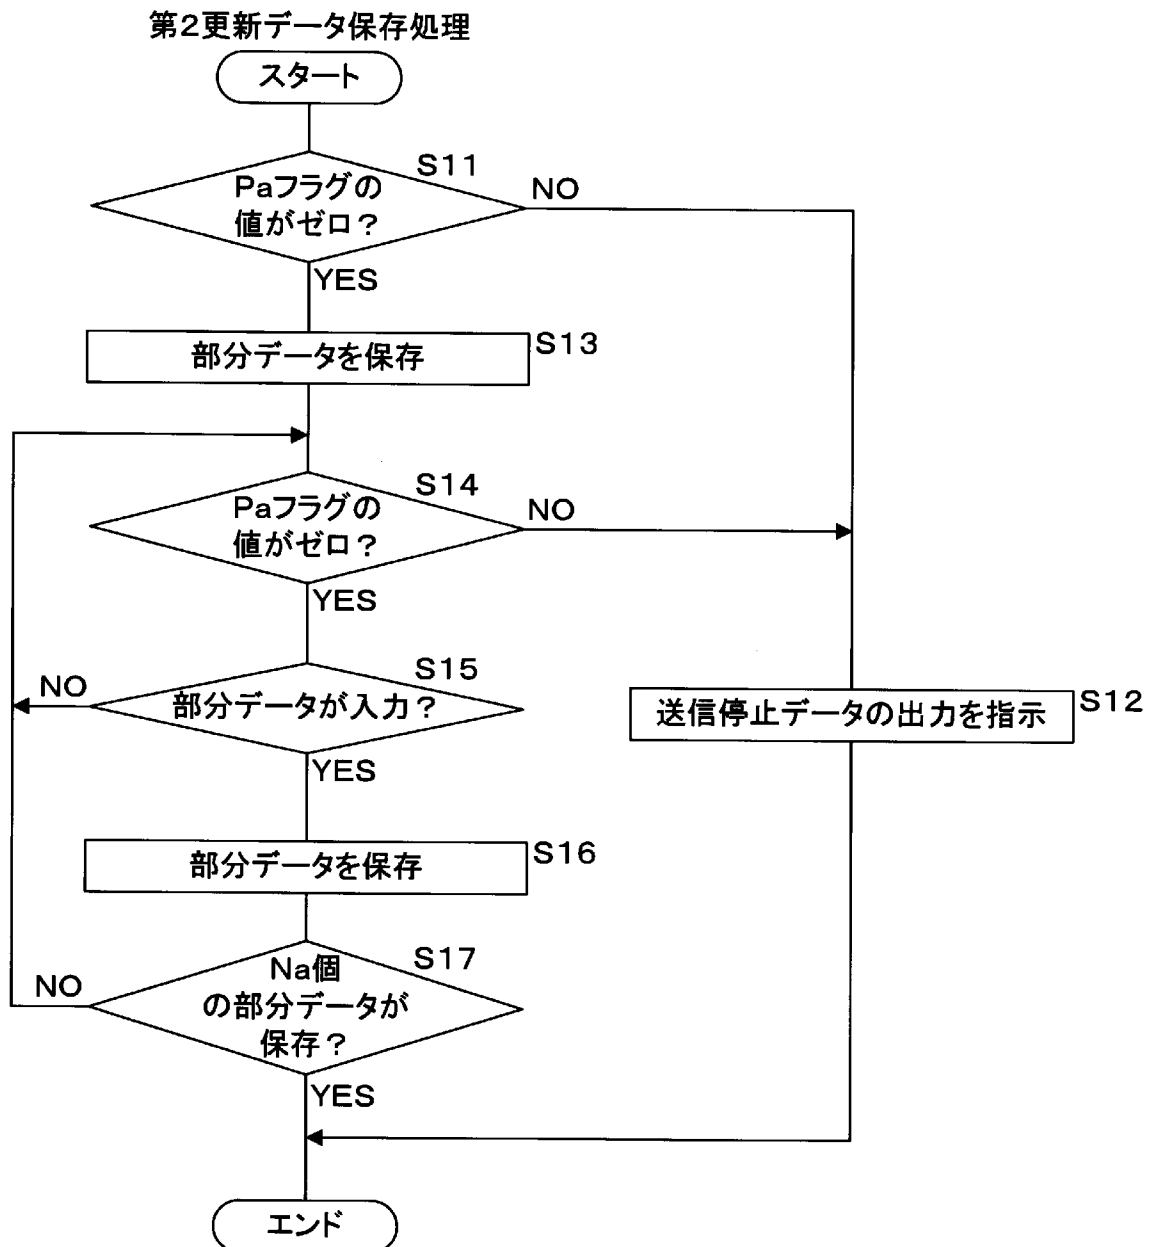 第2更新データ保存処理
スタート
S11
Paフラグの
値がゼロ?
NO
YES
部分データを保存
S13
S14
Paフラグの
値がゼロ?
NO
YES
S15
部分データが入力?
NO
YES
送信停止データの出力を指示
S12
部分データを保存
S16
S17
Na個
の部分データが
保存?
NO
YES
エンド